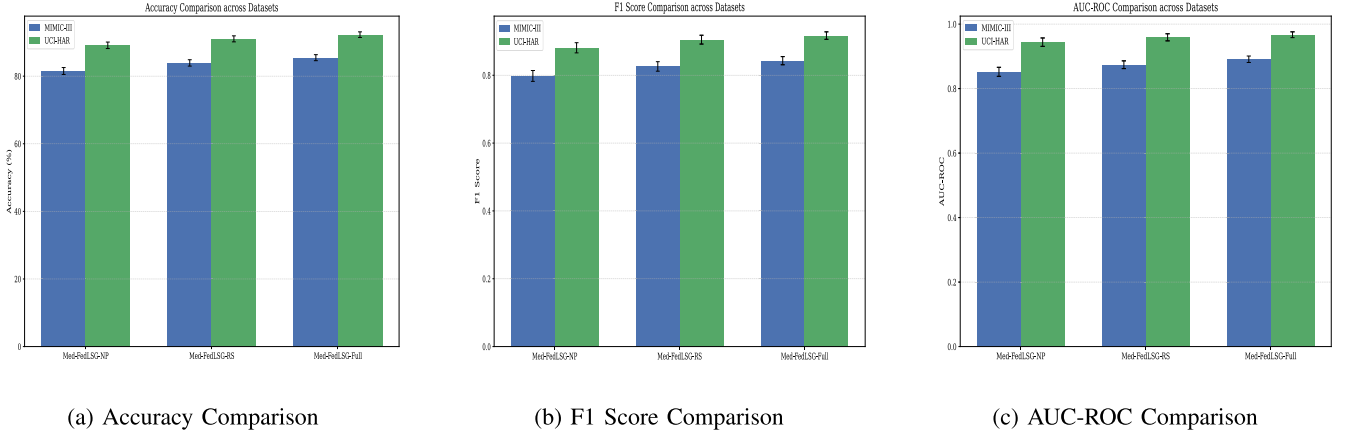 Accuracy Comparison across Datasets
MIMIC-III
UCI-HAR
80
60
40
20
0
Accuracy (%)
Med-FedLSG-NP
Med-FedLSG-RS
Med-FedLSG-Full
(a) Accuracy Comparison
F1 Score Comparison across Datasets
MIMIC-III
UCI-HAR
0.8
0.6
0.4
0.2
0.0
F1 Score
Med-FedLSG-NP
Med-FedLSG-RS
Med-FedLSG-Full
(b) F1 Score Comparison
AUC-ROC Comparison across Datasets
MIMIC-III
UCI-HAR
1.0
0.8
0.6
0.4
0.2
0.0
AUC-ROC
Med-FedLSG-NP
Med-FedLSG-RS
Med-FedLSG-Full
(c) AUC-ROC Comparison